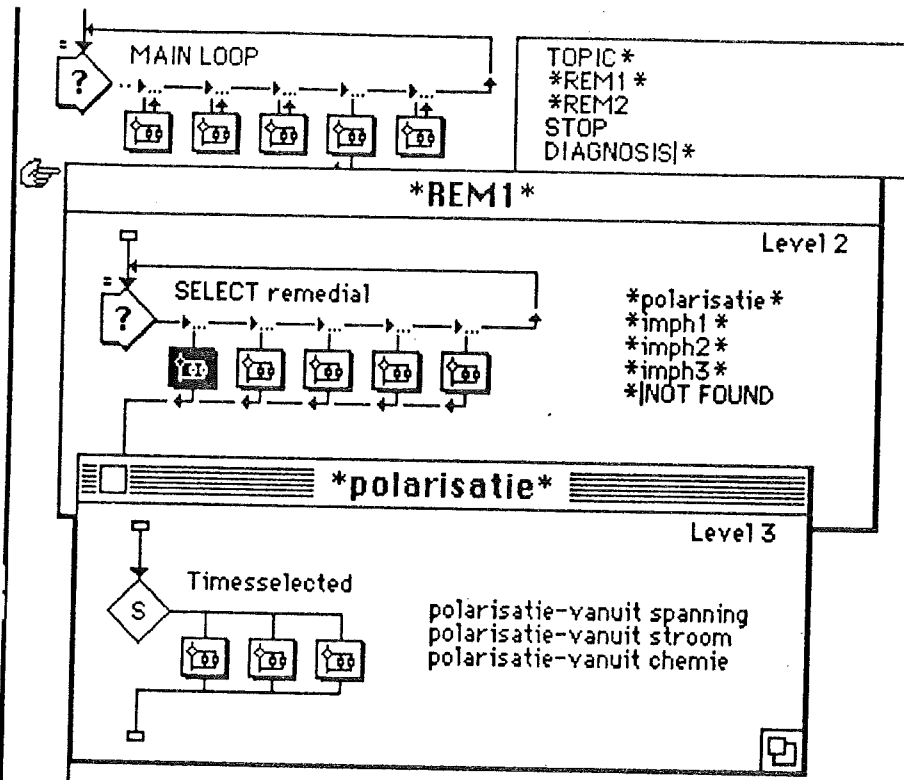 =
MAIN LOOP
?
TOPIC*
*REM1*
*REM2
STOP
DIAGNOSIS|*
*REM1*
Level 2
=
SELECT remedial
?
*polarisatie*
*imph1*
*imph2*
*imph3*
*|NOT FOUND
*polarisatie*
Level 3
Timesselected
S
polarisatie-vanuit spanning
polarisatie-vanuit stroom
polarisatie-vanuit chemie